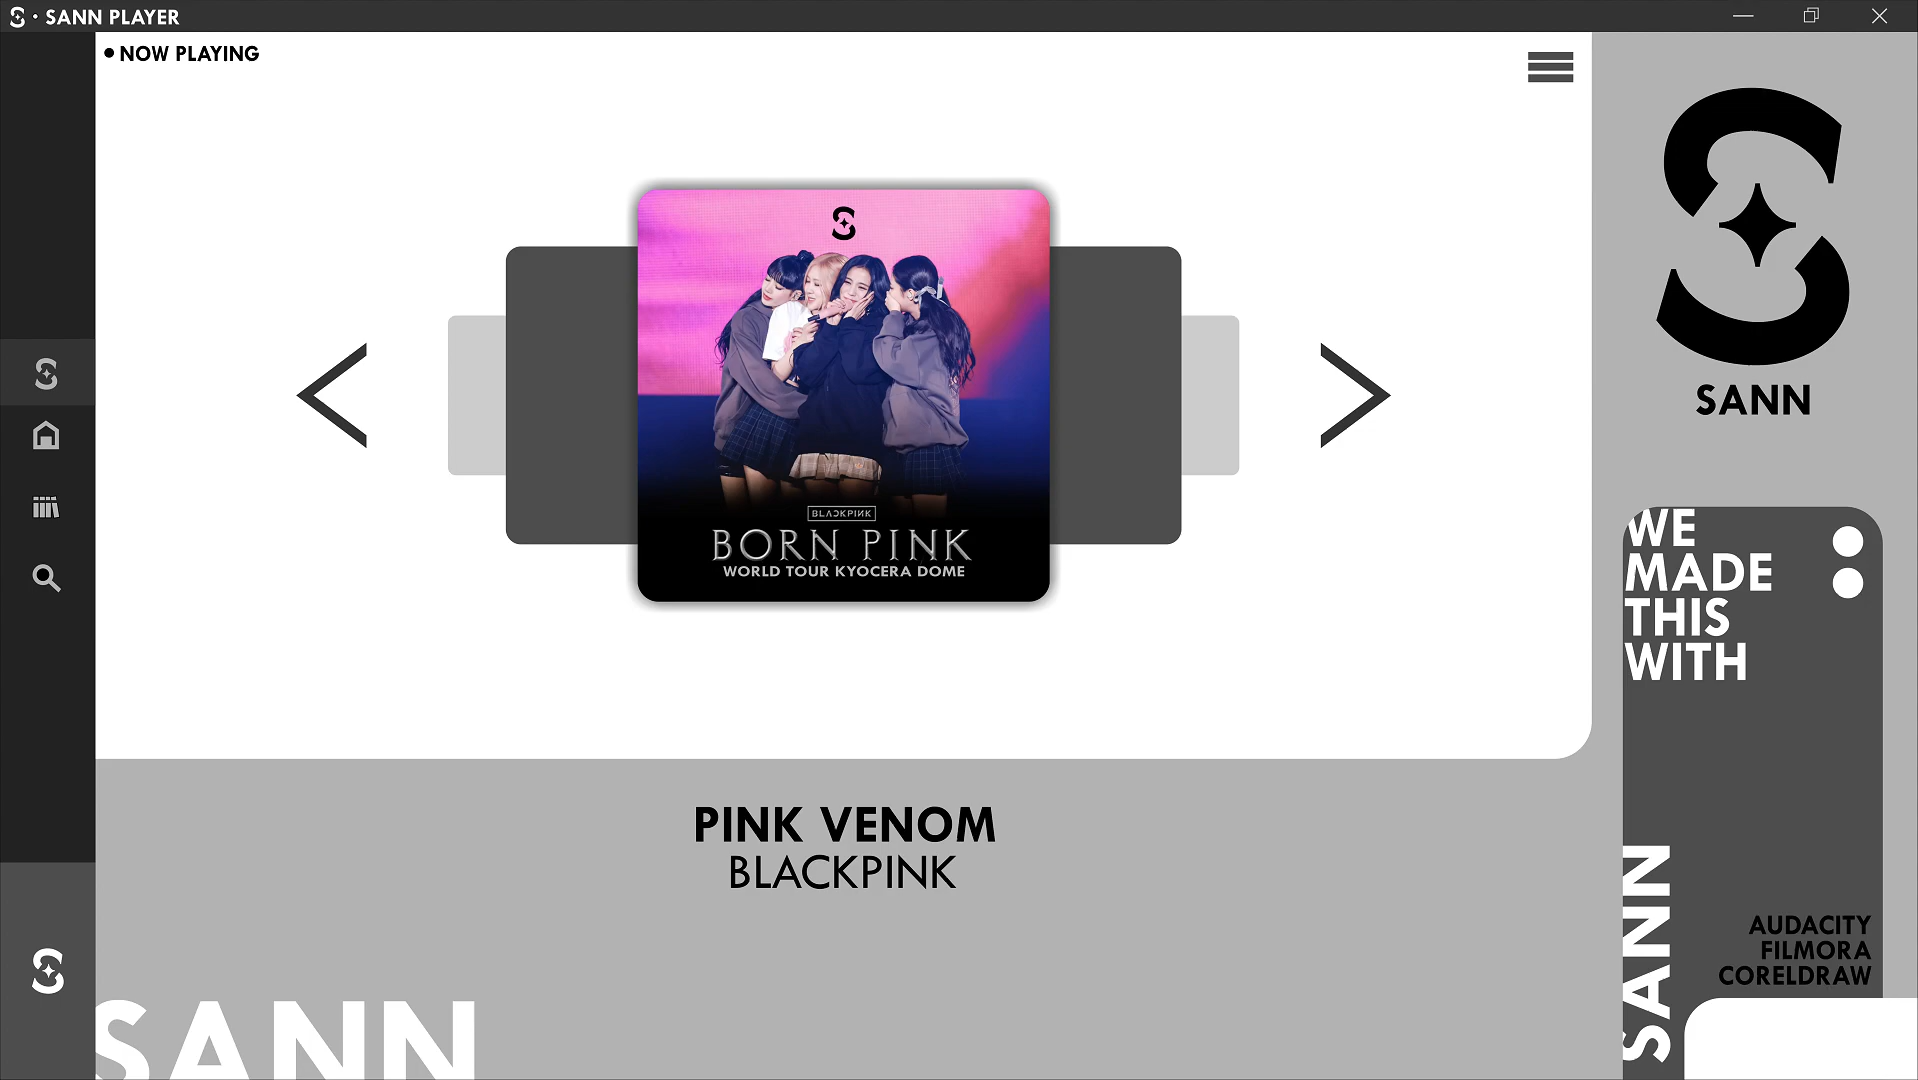 · SANN PLAYER
• NOW PLAYING
BLAƆKPIИK
BORN PINK
WORLD TOUR KYOCERA DOME
PINK VENOM
BLACKPINK
SANN
SANN
WE
MADE
THIS
WITH
SANN
AUDACITY
FILMORA
CORELDRAW